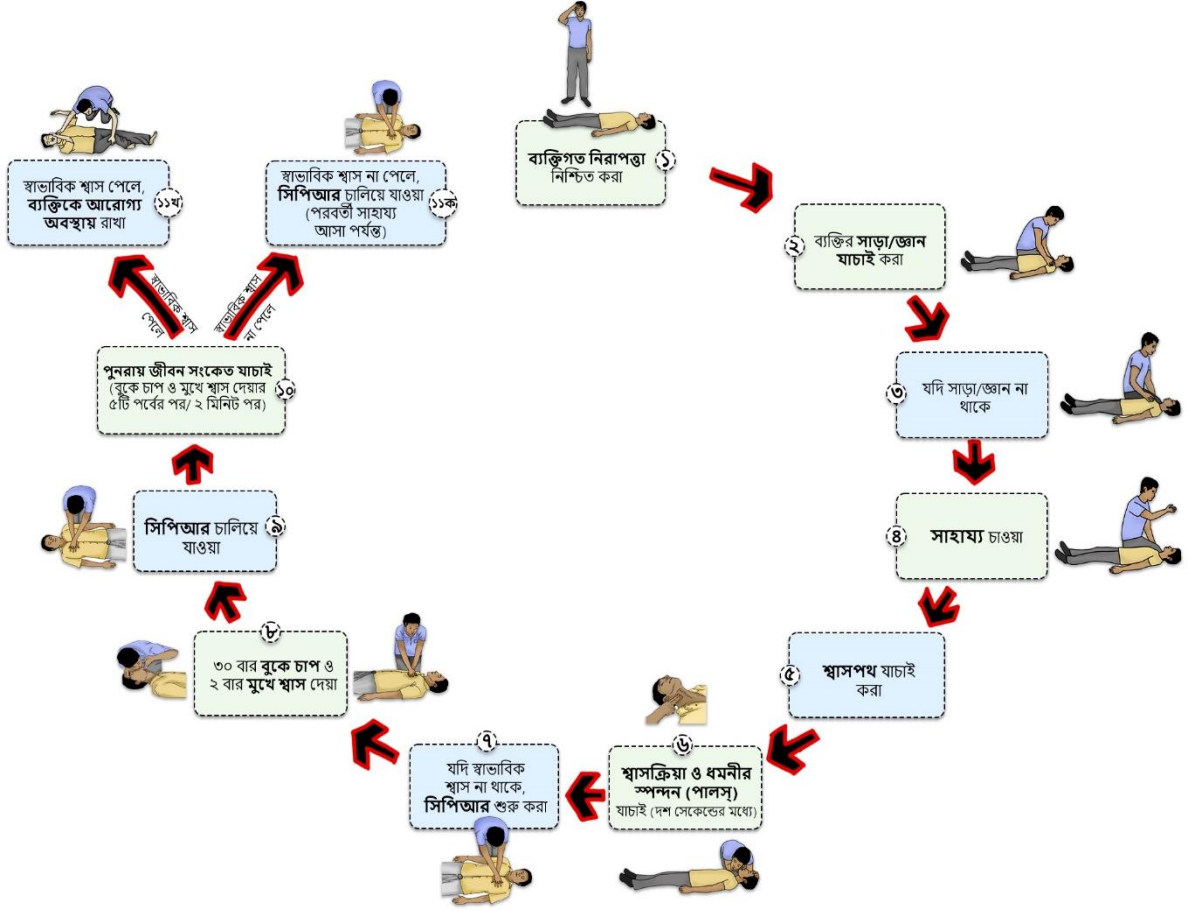 ১
ব্যক্তিগত নিরাপত্তা
নিশ্চিত করা
২
ব্যক্তির সাড়া/জ্ঞান
যাচাই করা
৩
যদি সাড়া/জ্ঞান না
থাকে
৪
সাহায্য চাওয়া
৫
শ্বাসপথ যাচাই
করা
৬
শ্বাসক্রিয়া ও ধমনীর
স্পন্দন (পালস্)
যাচাই (দশ সেকেন্ডের মধ্যে)
৭
যদি স্বাভাবিক
শ্বাস না থাকে,
সিপিআর শুরু করা
৮
৩০ বার বুকে চাপ ও
২ বার মুখে শ্বাস দেয়া
৯
সিপিআর চালিয়ে
যাওয়া
১০
পুনরায় জীবন সংকেত যাচাই
(বুকে চাপ ও মুখে শ্বাস দেয়ার
৫টি পর্বের পর/ ২ মিনিট পর)
স্বাভাবিক শ্বাস
না পেলে
১১ক
স্বাভাবিক শ্বাস না পেলে,
সিপিআর চালিয়ে যাওয়া
(পরবর্তী সাহায্য
আসা পর্যন্ত)
স্বাভাবিক শ্বাস
পেলে
১১খ
স্বাভাবিক শ্বাস পেলে,
ব্যক্তিকে আরোগ্য
অবস্থায় রাখা